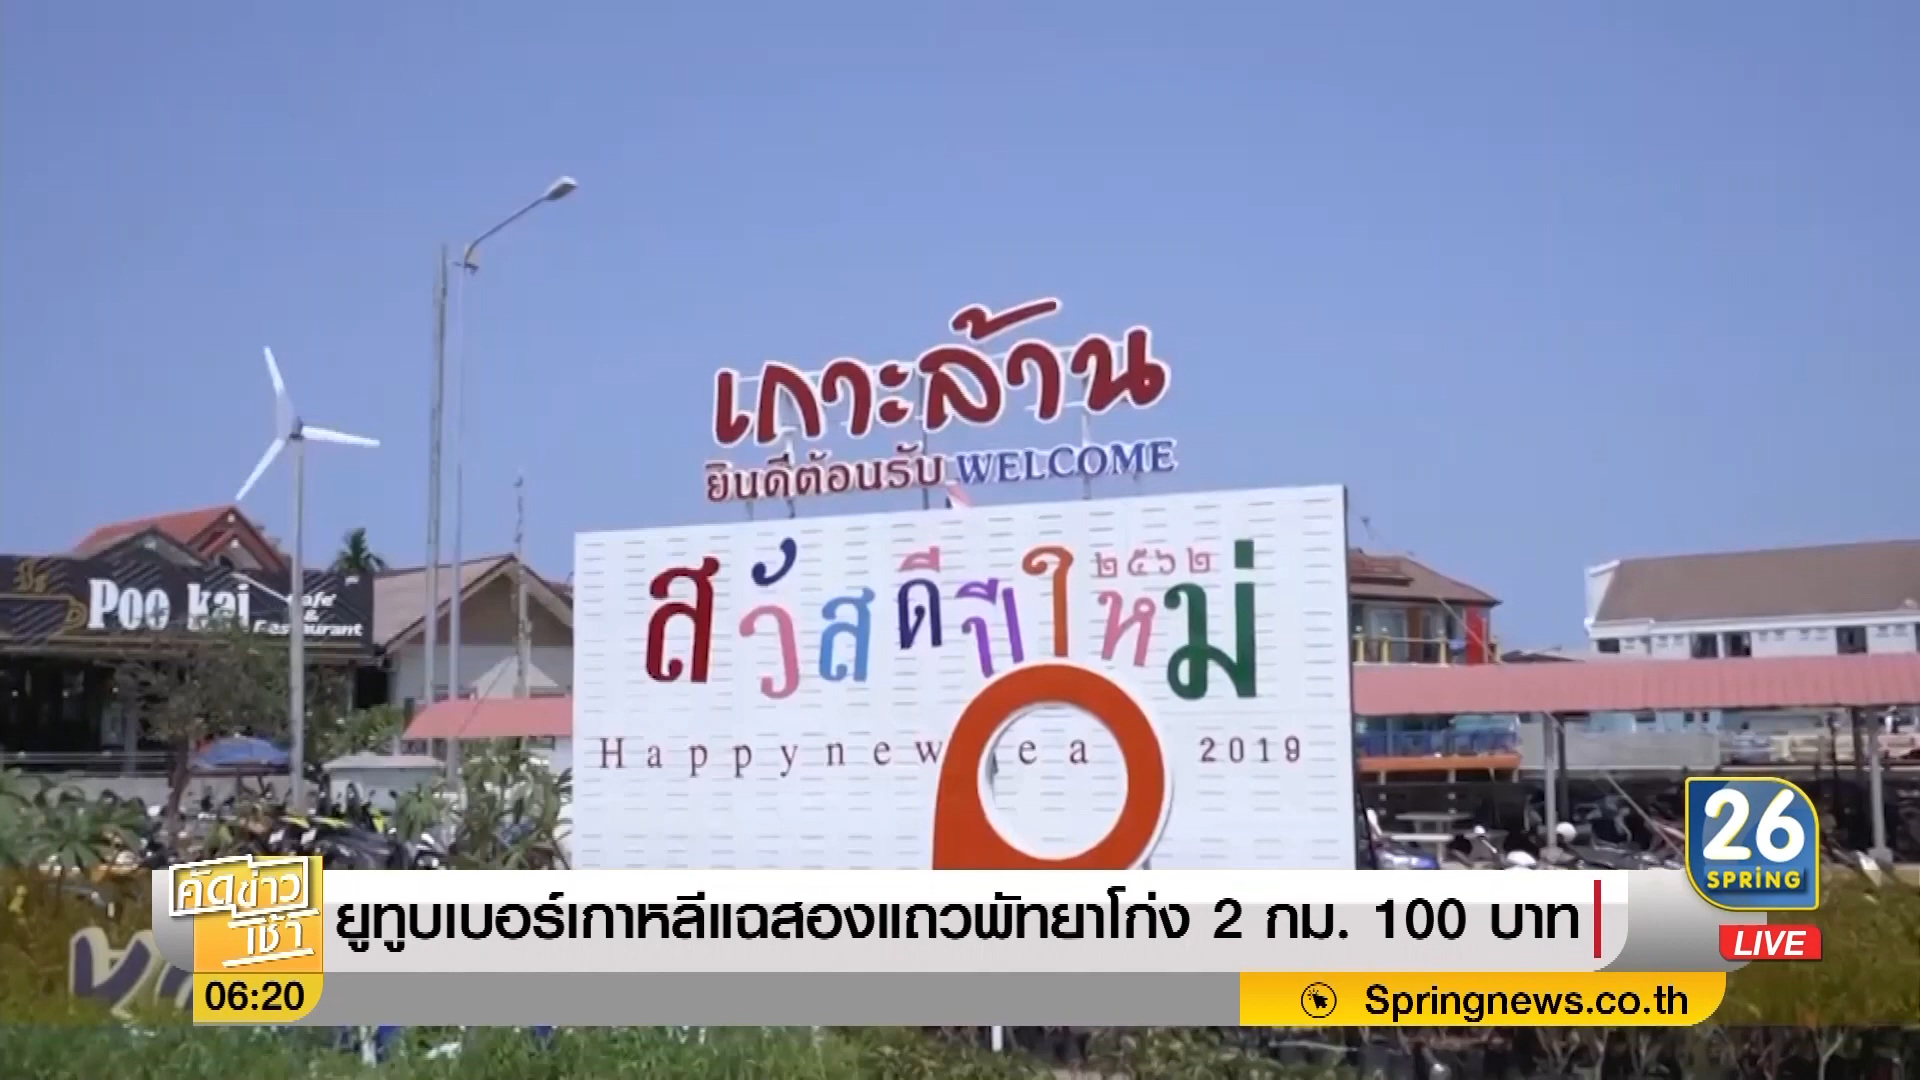 เกาะล้าน
ยินดีต้อนรับ WELCOME
สวัสดีปีใหม่ ๒๕๖๒
Happy new ea 2019
Poo kai
Cafe
&
Restaurant
คัดข่าว
เช้า
ยูทูบเบอร์เกาหลีแฉสองแถวพัทยาโก่ง 2 กม. 100 บาท
26
SPRiNG
LIVE
06:20
Springnews.co.th